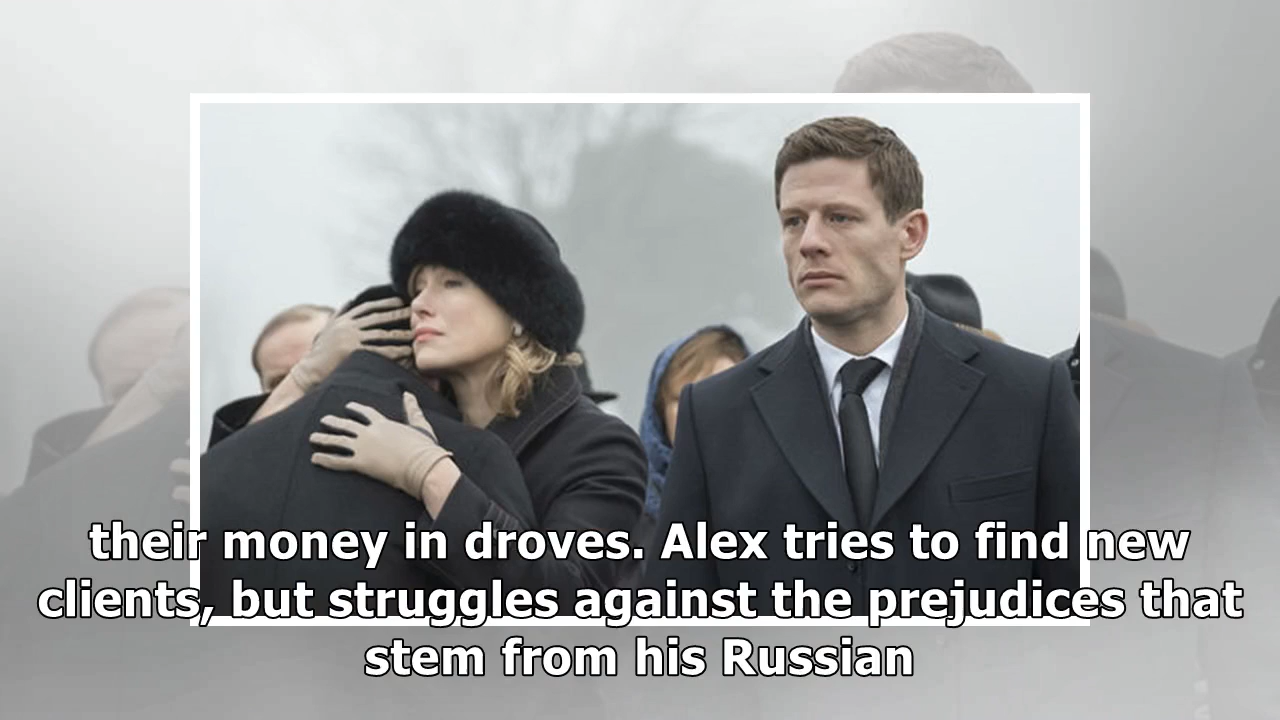 their money in droves. Alex tries to find new
clients, but struggles against the prejudices that
stem from his Russian